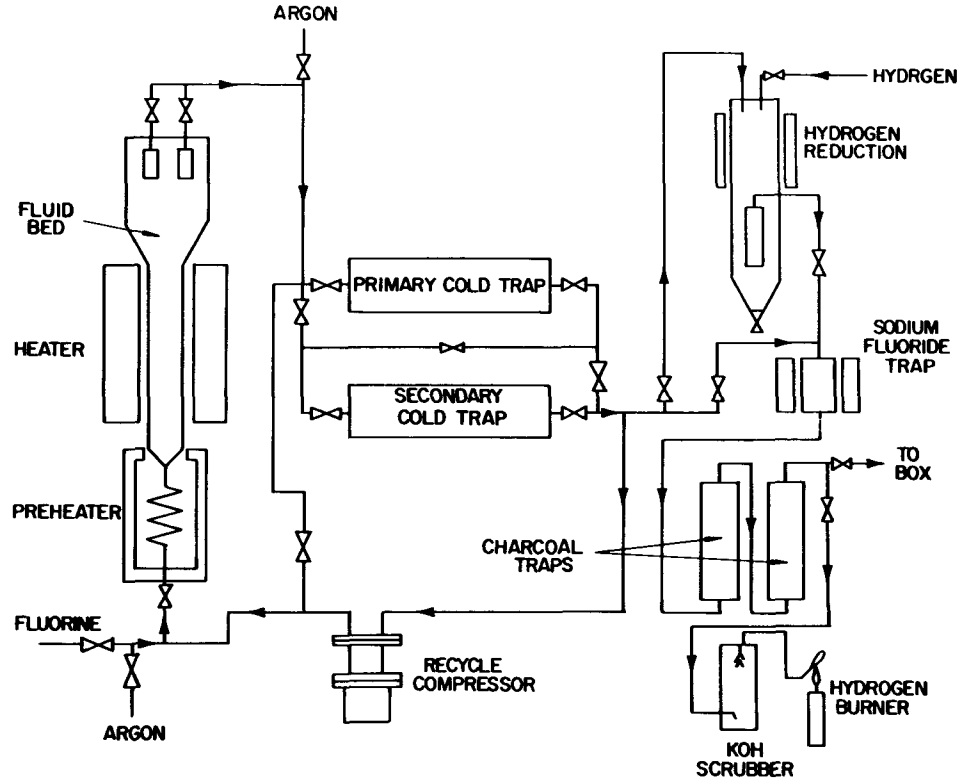 ARGON
HYDRGEN
HYDROGEN
REDUCTION
FLUID
BED
PRIMARY COLD TRAP
HEATER
SODIUM
FLUORIDE
TRAP
SECONDARY
COLD TRAP
TO
BOX
PREHEATER
CHARCOAL
TRAPS
FLUORINE
RECYCLE
COMPRESSOR
HYDROGEN
BURNER
ARGON
KOH
SCRUBBER